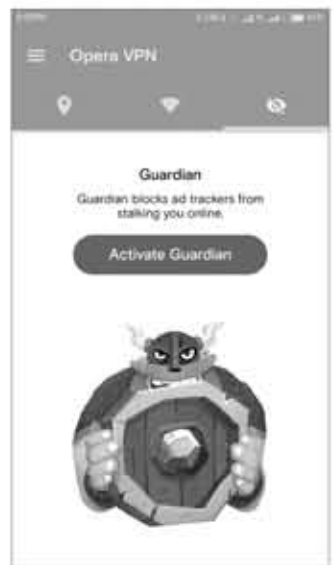 Opera VPN
Guardian
Guardian blocks ad trackers from
stalking you online.
Activate Guardian